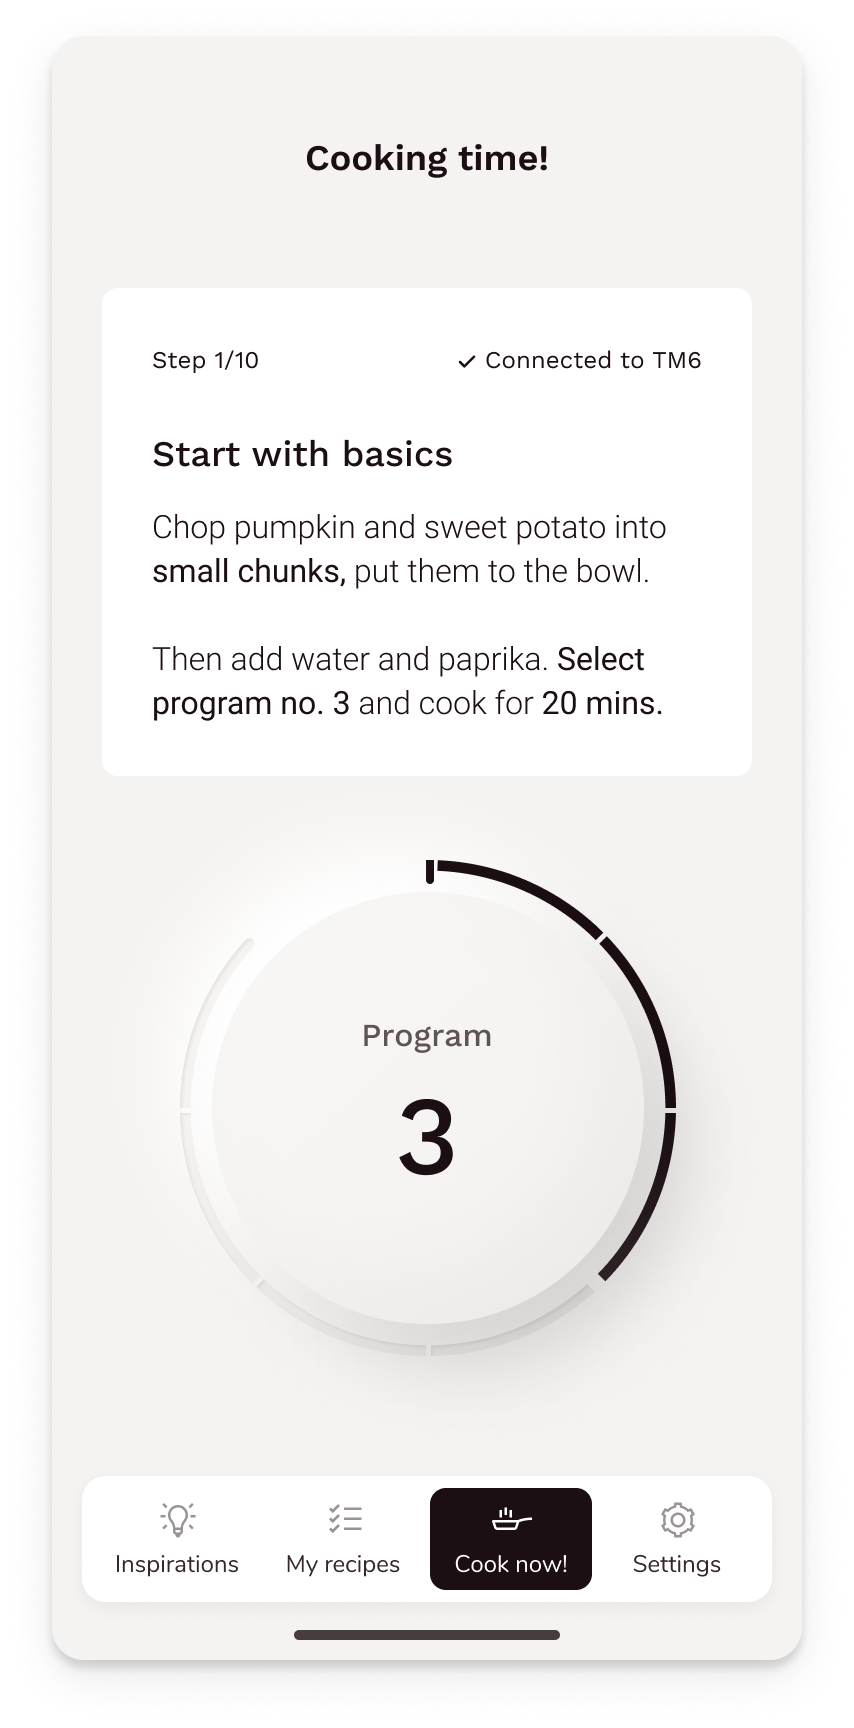 Cooking time!
Step 1/10
Connected to TM6
Start with basics
Chop pumpkin and sweet potato into
small chunks, put them to the bowl.
Then add water and paprika. Select
program no. 3 and cook for 20 mins.
Program
3
Inspirations
My recipes
Cook now!
Settings